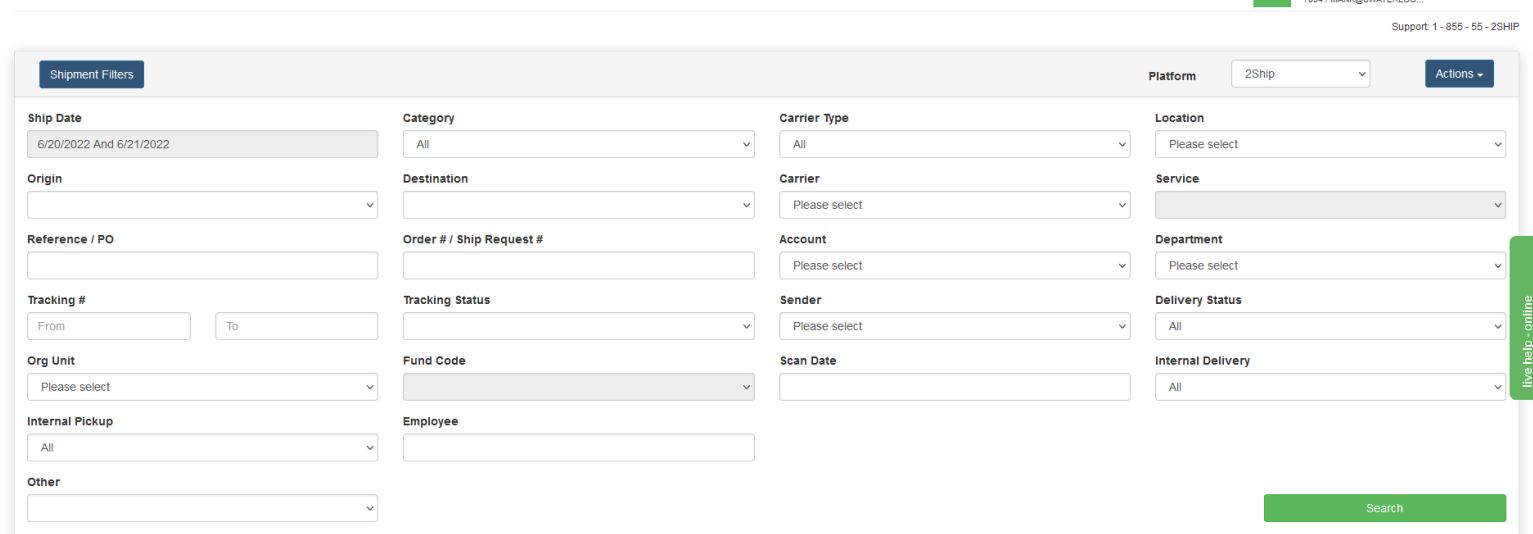 Support: 1 - 855 - 55 - 2SHIP
Shipment Filters Platform 2Ship Actions
Ship Date Category Carrier Type Location
6/20/2022 And 6/21/2022 All All Please select
Origin Destination Carrier Service
Please select
Reference / PO Order # / Ship Request # Account Department
Please select Please select
Tracking # Tracking Status Sender Delivery Status
From To Please select All
Org Unit Fund Code Scan Date Internal Delivery
Please select All
Internal Pickup Employee
All
Other
Search
live help - online